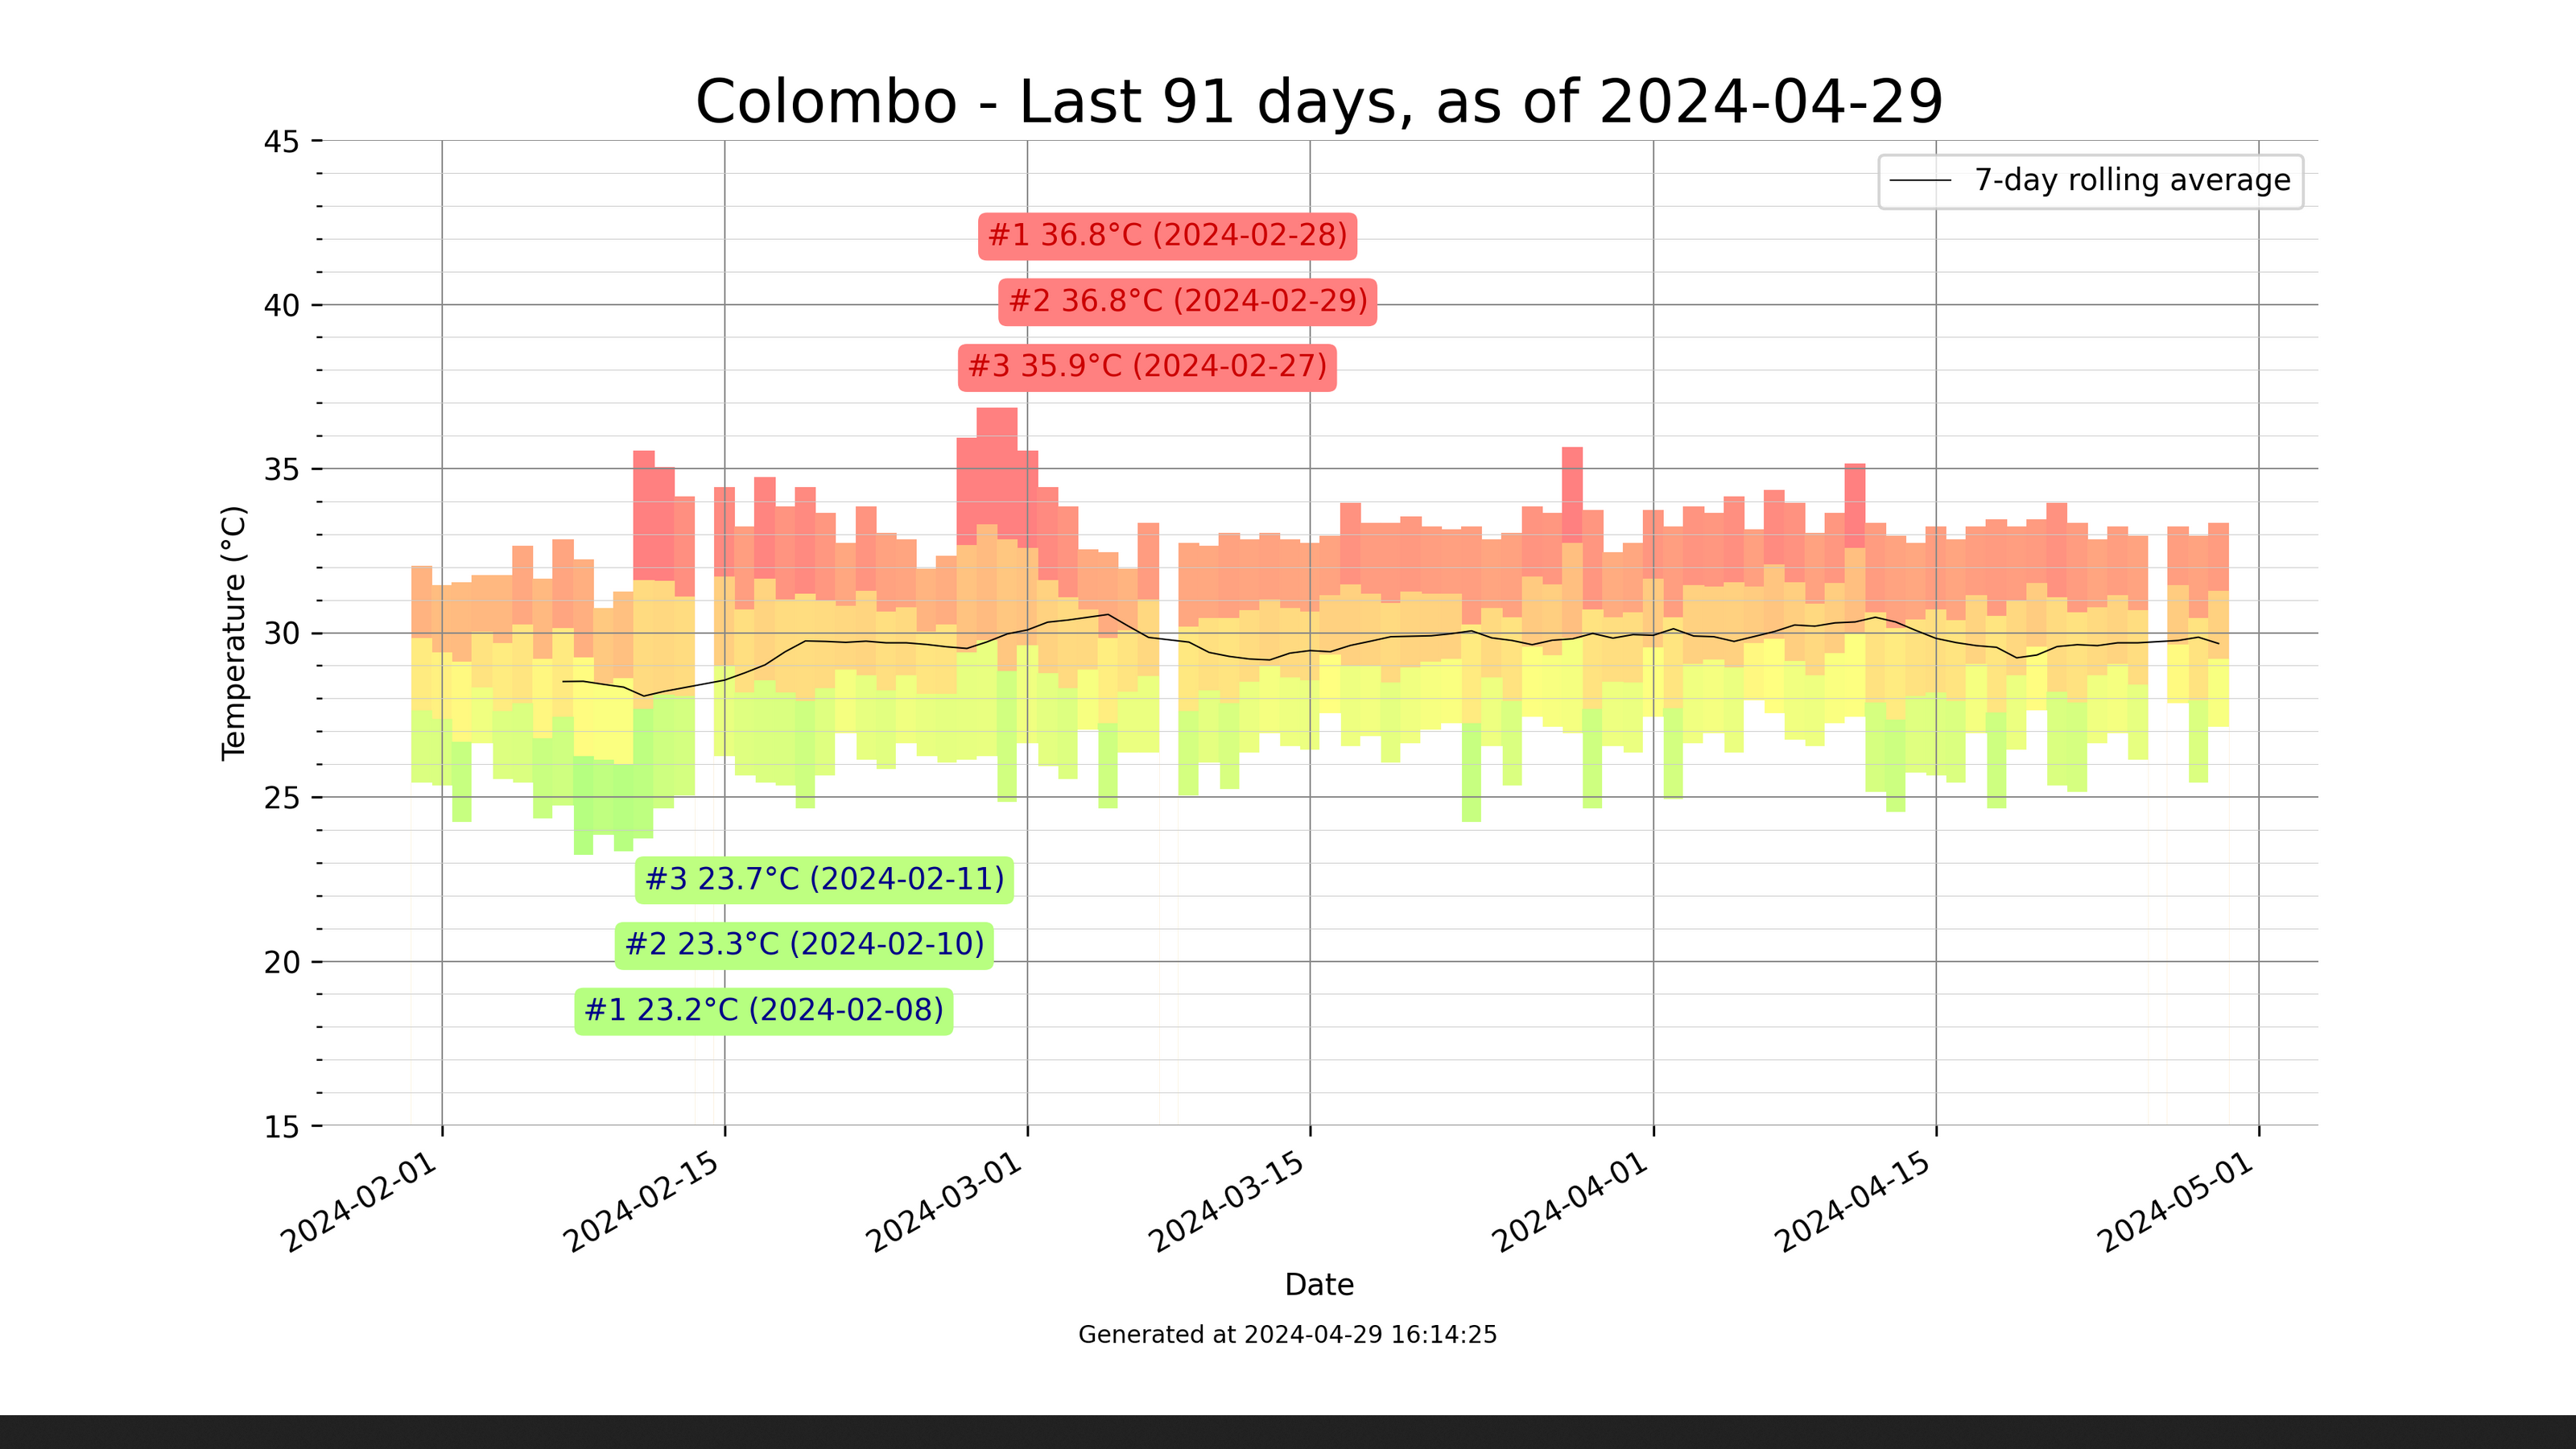 Colombo - Last 91 days, as of 2024-04-29
45
40
35
30
25
20
15
Temperature (°C)
7-day rolling average
#1 36.8°C (2024-02-28)
#2 36.8°C (2024-02-29)
#3 35.9°C (2024-02-27)
#3 23.7°C (2024-02-11)
#2 23.3°C (2024-02-10)
#1 23.2°C (2024-02-08)
2024-02-01
2024-02-15
2024-03-01
2024-03-15
2024-04-01
2024-04-15
2024-05-01
Date
Generated at 2024-04-29 16:14:25